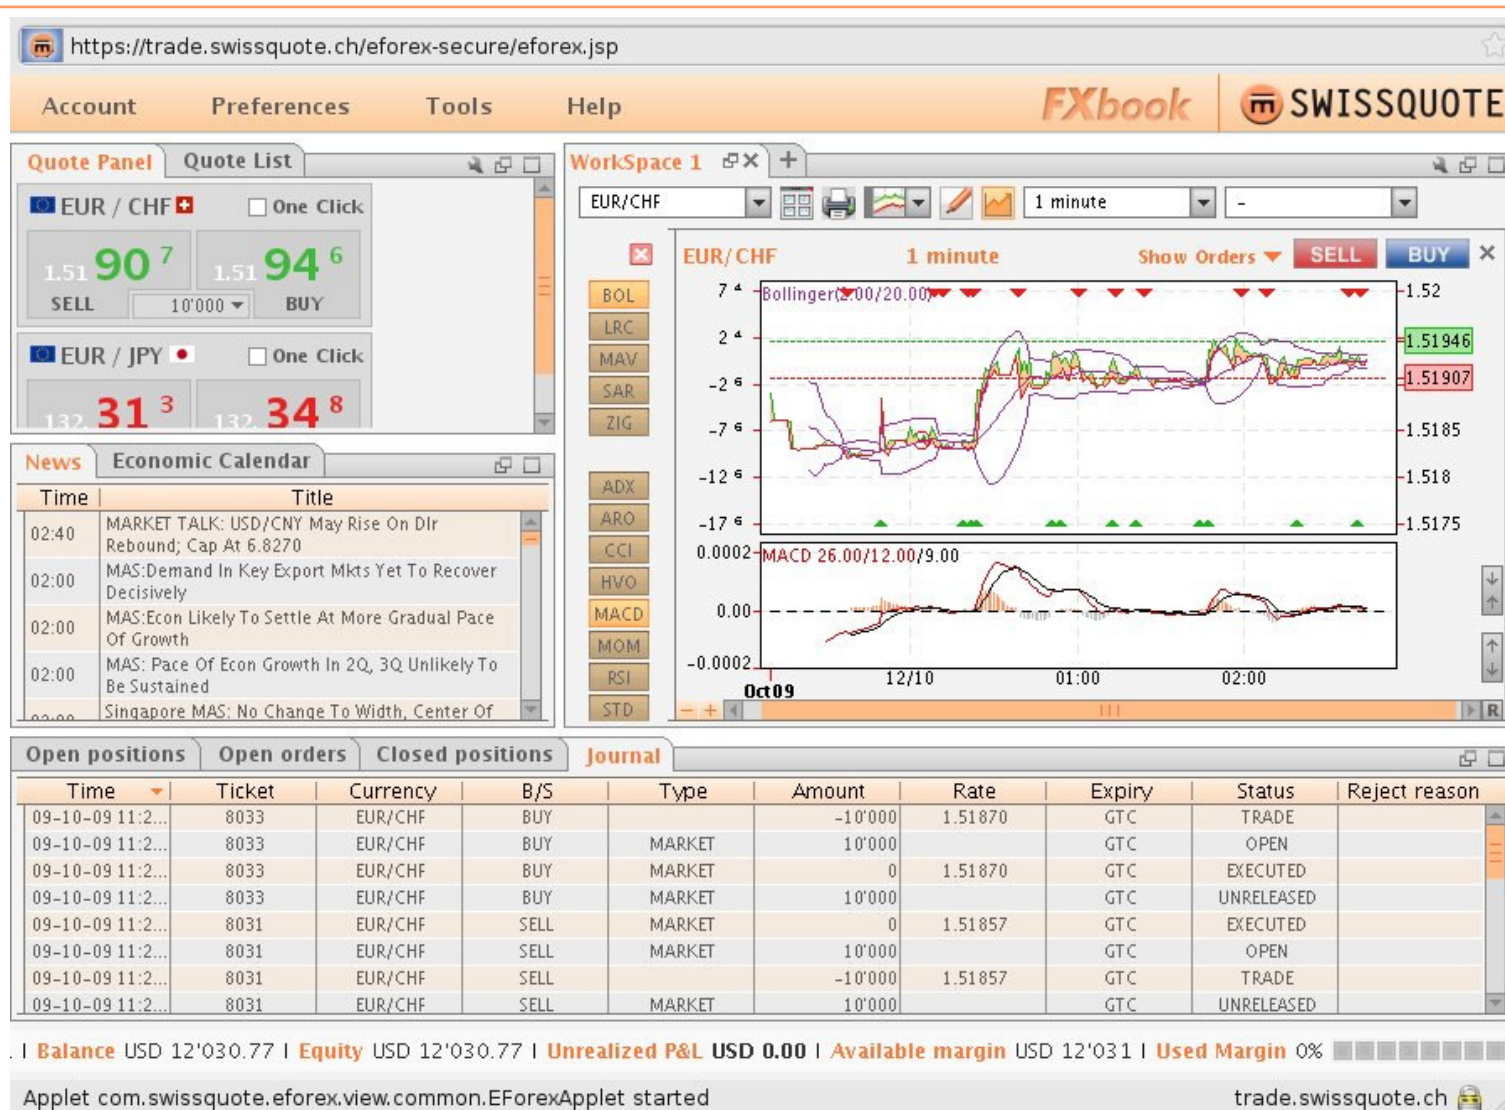 https://trade.swissquote.ch/eforex-secure/eforex.jsp
Account Preferences Tools Help FXbook SWISSQUOTE
Quote Panel Quote List
EUR / CHF One Click
1.51 90 7 1.51 94 6
SELL 10'000 BUY
EUR / JPY One Click
132. 31 3 132. 34 8
News Economic Calendar
Time Title
02:40 MARKET TALK: USD/CNY May Rise On Dlr
Rebound; Cap At 6.8270
02:00 MAS:Demand In Key Export Mkts Yet To Recover
Decisively
02:00 MAS:Econ Likely To Settle At More Gradual Pace
Of Growth
02:00 MAS: Pace Of Econ Growth In 2Q, 3Q Unlikely To
Be Sustained
Singapore MAS: No Change To Width, Center Of
WorkSpace 1 +
EUR/CHF 1 minute -
BOL
LRC
MAV
SAR
ZIG
ADX
ARO
CCI
HVO
MACD
MOM
RSI
STD
EUR/CHF 1 minute Show Orders SELL BUY
7 4 Bollinger(2.00/20.00) 1.52
2 4 1.51946
-2 6 1.51907
-7 6 1.5185
-12 6 1.518
-17 6 1.5175
0.0002 MACD 26.00/12.00/9.00
0.00
-0.0002
Oct09 12/10 01:00 02:00
- + R
Open positions Open orders Closed positions Journal
Time Ticket Currency B/S Type Amount Rate Expiry Status Reject reason
09-10-09 11:2... 8033 EUR/CHF BUY -10'000 1.51870 GTC TRADE
09-10-09 11:2... 8033 EUR/CHF BUY MARKET 10'000 GTC OPEN
09-10-09 11:2... 8033 EUR/CHF BUY MARKET 0 1.51870 GTC EXECUTED
09-10-09 11:2... 8033 EUR/CHF BUY MARKET 10'000 GTC UNRELEASED
09-10-09 11:2... 8031 EUR/CHF SELL MARKET 0 1.51857 GTC EXECUTED
09-10-09 11:2... 8031 EUR/CHF SELL MARKET 10'000 GTC OPEN
09-10-09 11:2... 8031 EUR/CHF SELL -10'000 1.51857 GTC TRADE
09-10-09 11:2... 8031 EUR/CHF SELL MARKET 10'000 GTC UNRELEASED
. | Balance USD 12'030.77 | Equity USD 12'030.77 | Unrealized P&L USD 0.00 | Available margin USD 12'031 | Used Margin 0%
Applet com.swissquote.eforex.view.common.EForexApplet started trade.swissquote.ch